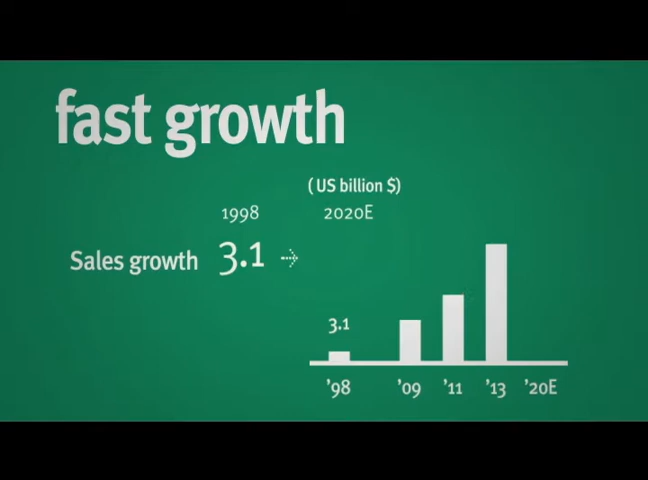 fast growth
(US billion $)
1998 2020E
Sales growth 3.1
3.1
'98 '09 '11 '13 '20E